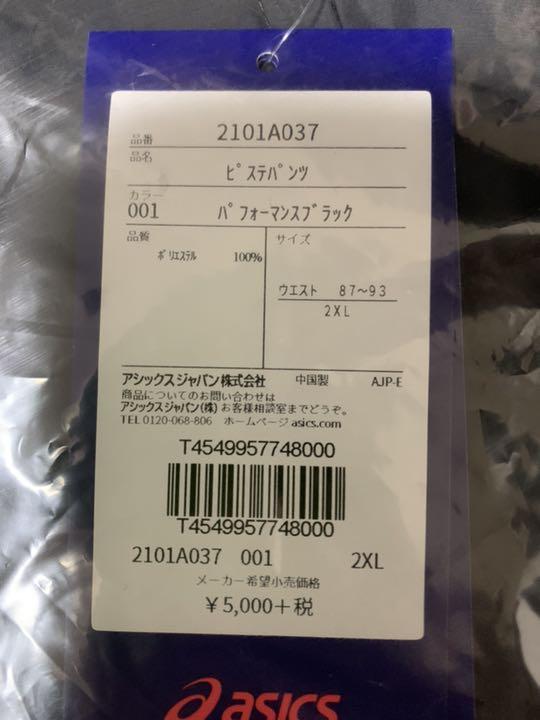 品番 2101A037
品名
ピステパンツ
カラー
001 パフォーマンスブラック
品質
ポリエステル 100%
サイズ
ウエスト 87~93
2XL
アシックスジャパン株式会社 中国製 AJP-E
商品についてのお問い合わせは
アシックスジャパン(株)お客様相談室までどうぞ。
TEL 0120-068-806 ホームページ asics.com
T4549957748000
T4549957748000
2101A037 001 2XL
メーカー希望小売価格
¥5,000+税
asics